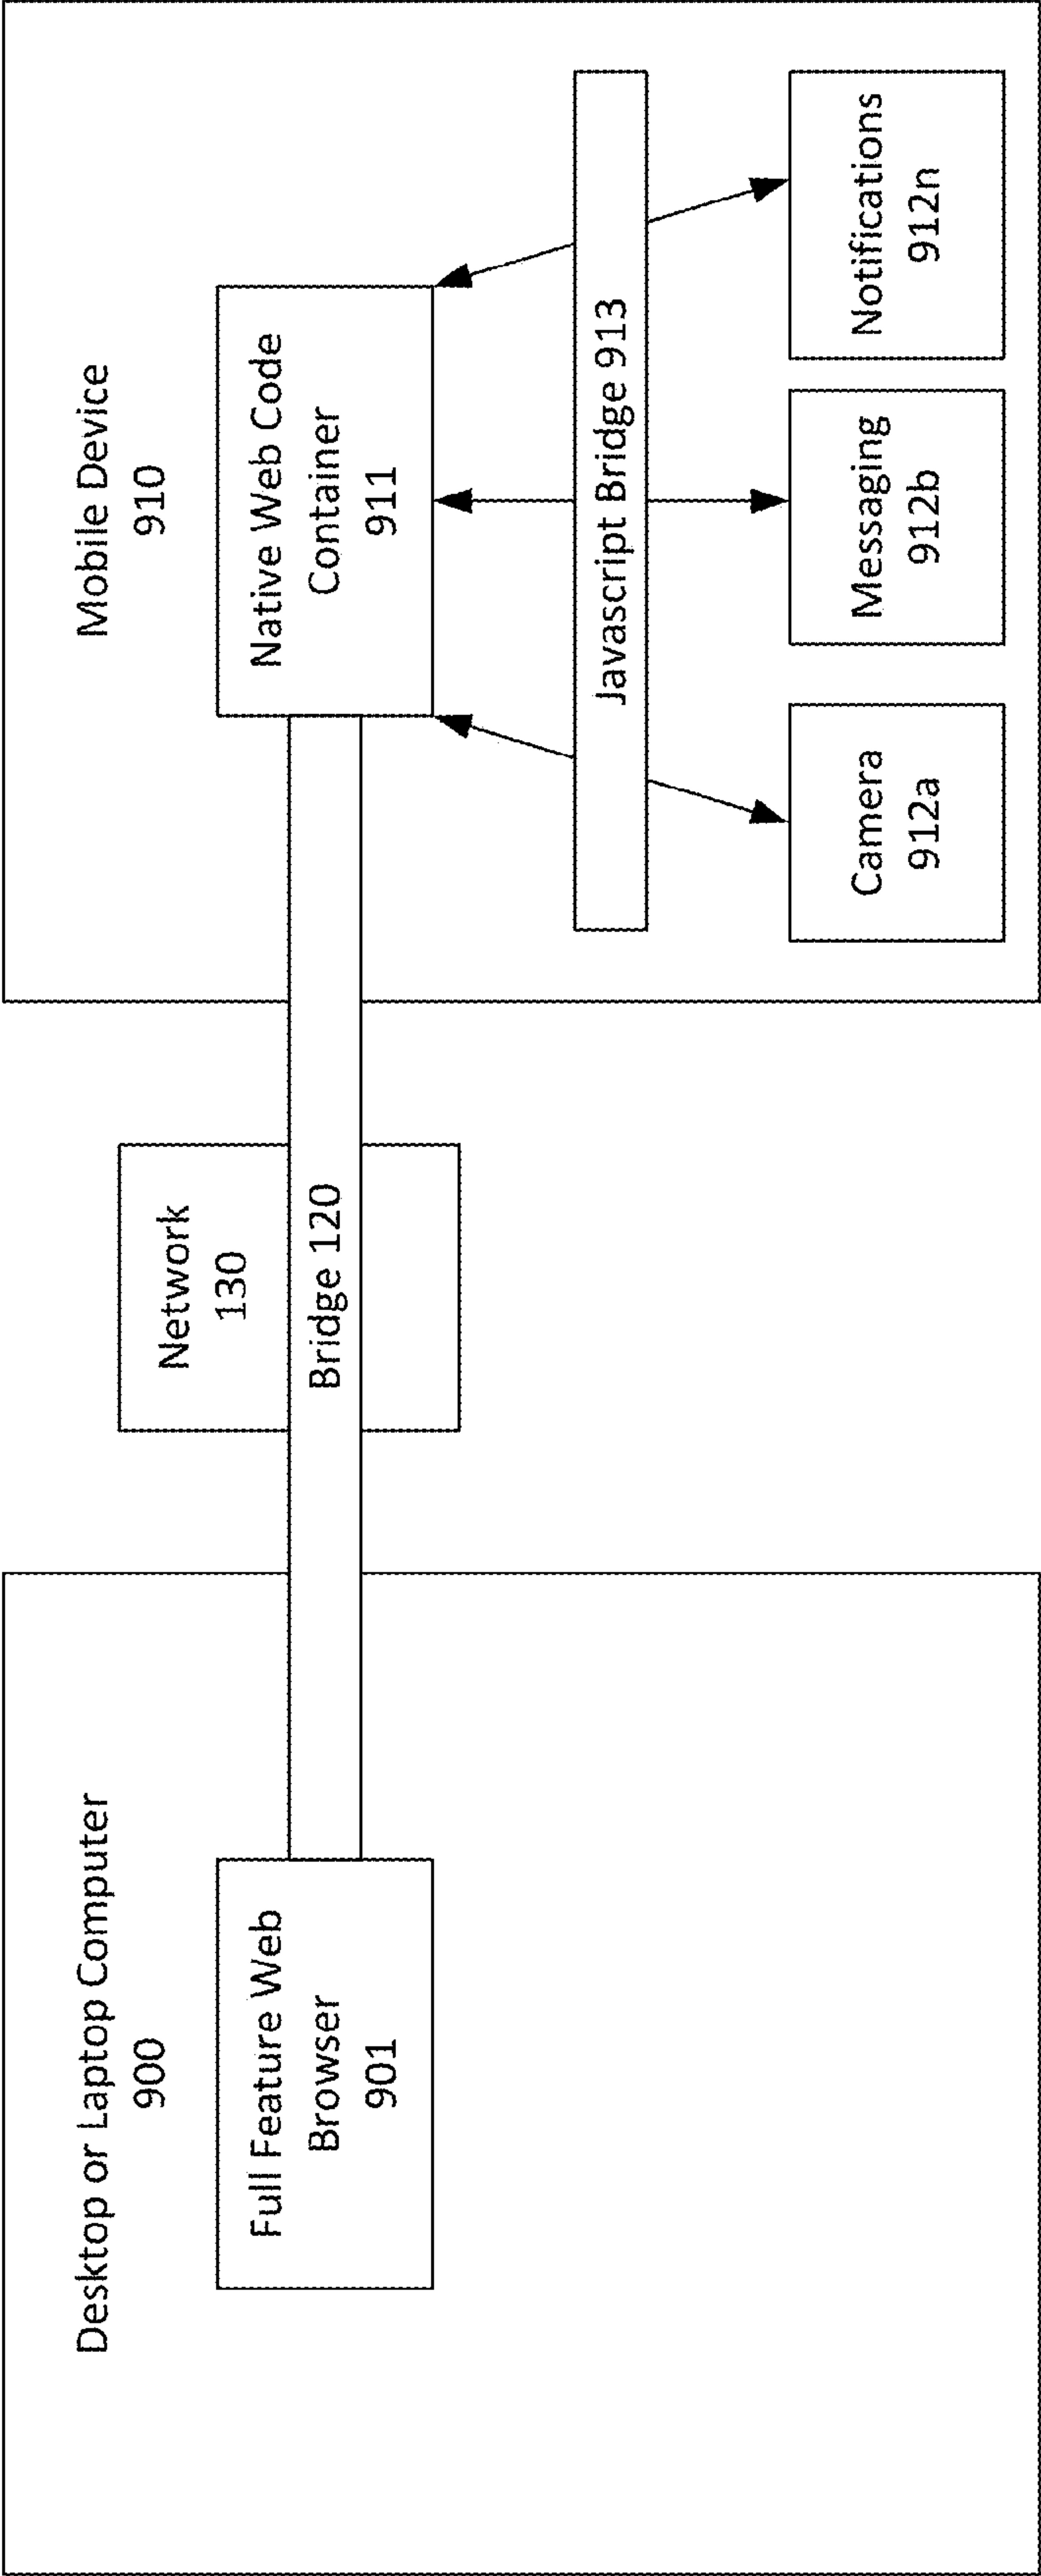 Desktop or Laptop Computer
900
Full Feature Web
Browser
901
Network
130
Bridge 120
Mobile Device
910
Native Web Code
Container
911
Javascript Bridge 913
Camera
912a
Messaging
912b
Notifications
912n